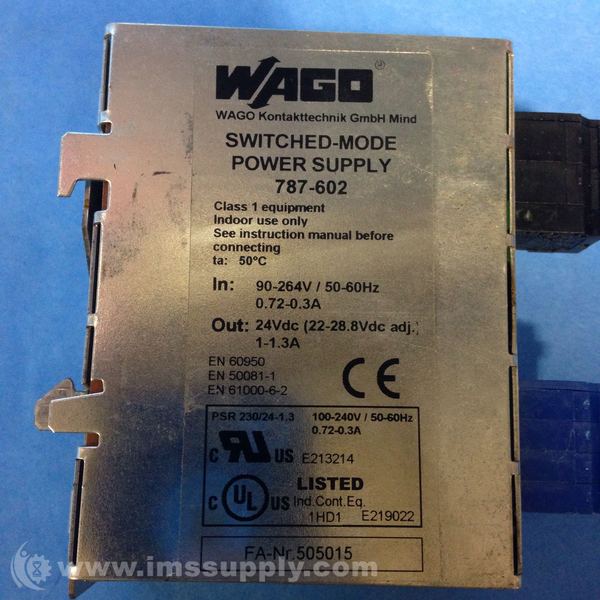 WAGO
WAGO Kontakttechnik GmbH Mind
SWITCHED-MODE
POWER SUPPLY
787-602
Class 1 equipment
Indoor use only
See instruction manual before
connecting
ta: 50°C
In: 90-264V / 50-60Hz
0.72-0.3A
Out: 24Vdc (22-28.8Vdc adj.)
1-1.3A
EN 60950
EN 50081-1
EN 61000-6-2
CE
PSR 230/24-1.3 100-240V / 50-60Hz
0.72-0.3A
C RU US E213214
LISTED
C UL US Ind.Cont.Eq.
1HD1 E219022
FA-Nr.505015
www.imssupply.com